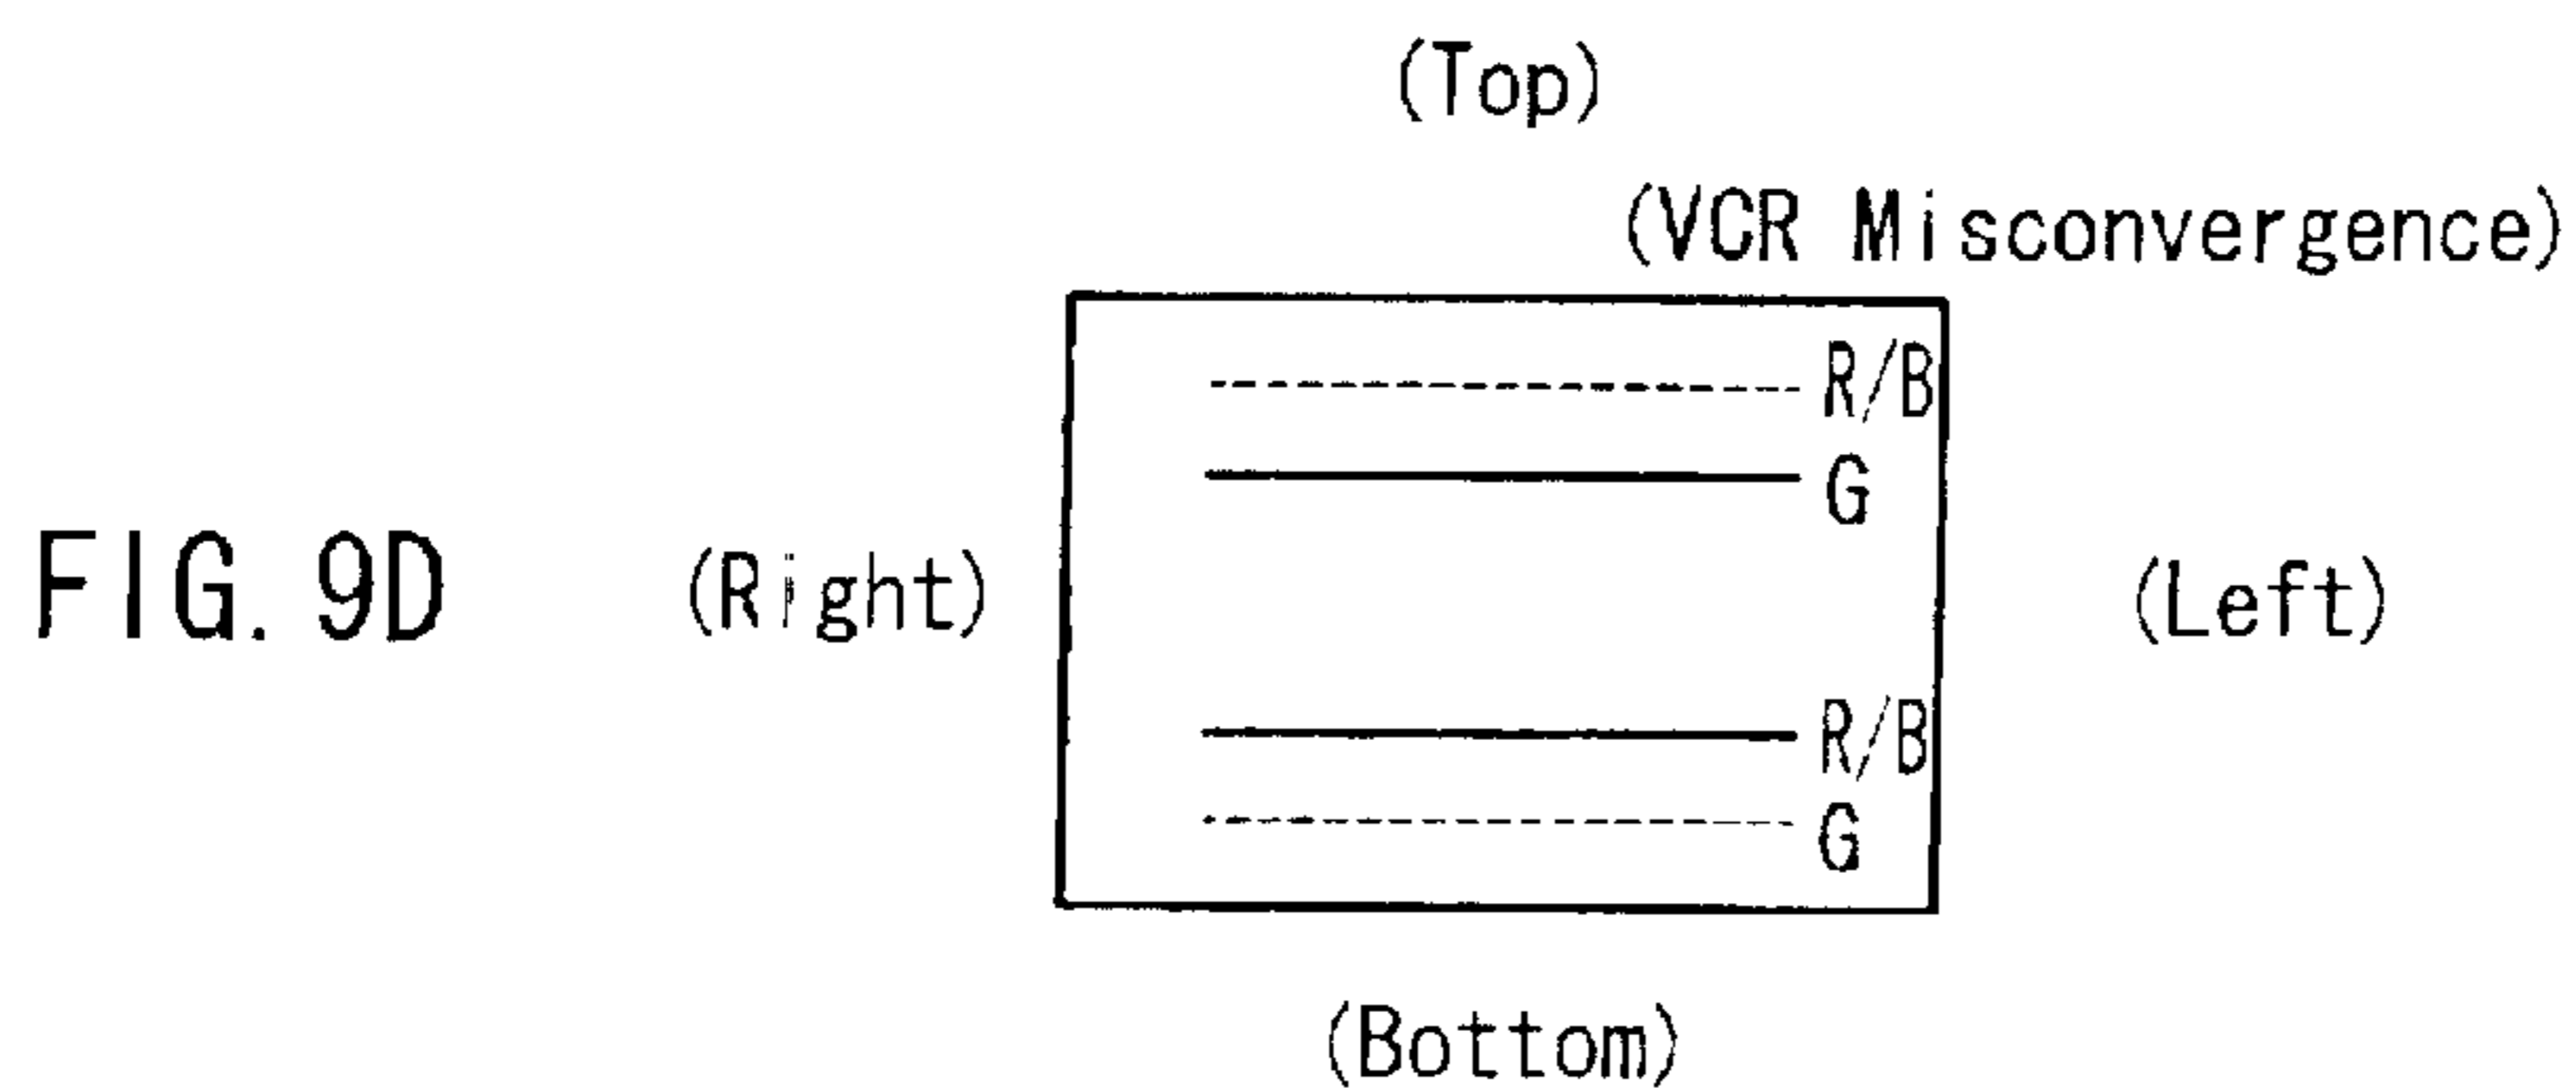 (Top)
(VCR Misconvergence)
R/B
G
FIG. 9D (Right) (Left)
R/B
G
(Bottom)